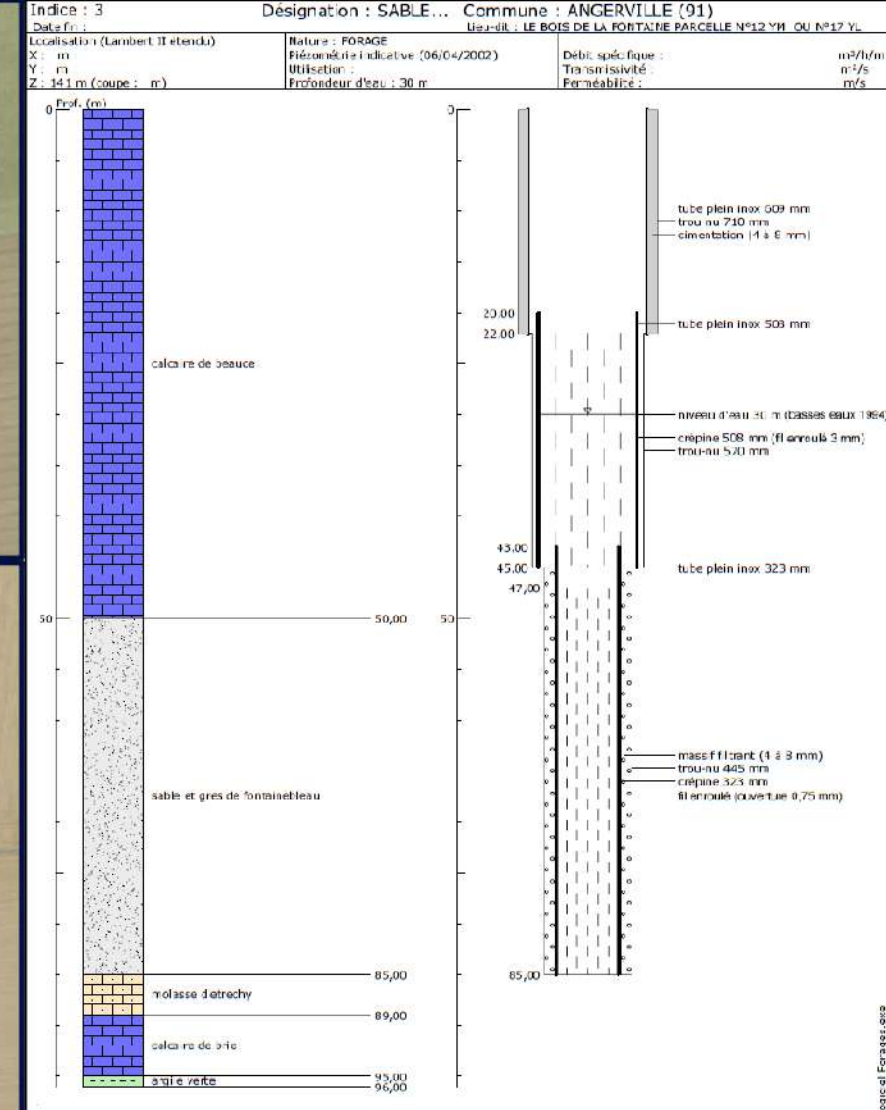 Indice : 3
Désignation : SABLE... Commune : ANGERVILLE (91)
Date fin :
Lieu-dit : LE BOIS DE LA FONTAINE PARCELLE N°12 YM OU N°17 YL
Localisation (Lambert II étendu)
X : m
Y : m
Z : 141 m (coupe : m)
Nature : FORAGE
Piézométrie indicative (06/04/2002)
Utilisation :
Profondeur d'eau : 30 m
Débit spécifique : m³/h/m
Transmissivité : m²/s
Perméabilité : m/s
Prof. (m)
0
0
tube plein inox 609 mm
trou nu 710 mm
cimentation (4 à 8 mm)
20.00
tube plein inox 508 mm
22.00
calcaire de beauce
niveau d'eau 30 m (basses eaux 1994)
crépine 508 mm (fil enroulé 3 mm)
trou-nu 570 mm
43.00
45.00
tube plein inox 323 mm
47,00
50
50,00
50
massif filtrant (4 à 8 mm)
trou-nu 445 mm
crépine 323 mm
fil enroulé (ouverture 0,75 mm)
sable et gres de fontainebleau
85,00
85,00
molasse d'etrechy
89,00
calcaire de brie
95,00
argile verte
96,00
Logiciel Forages.exe